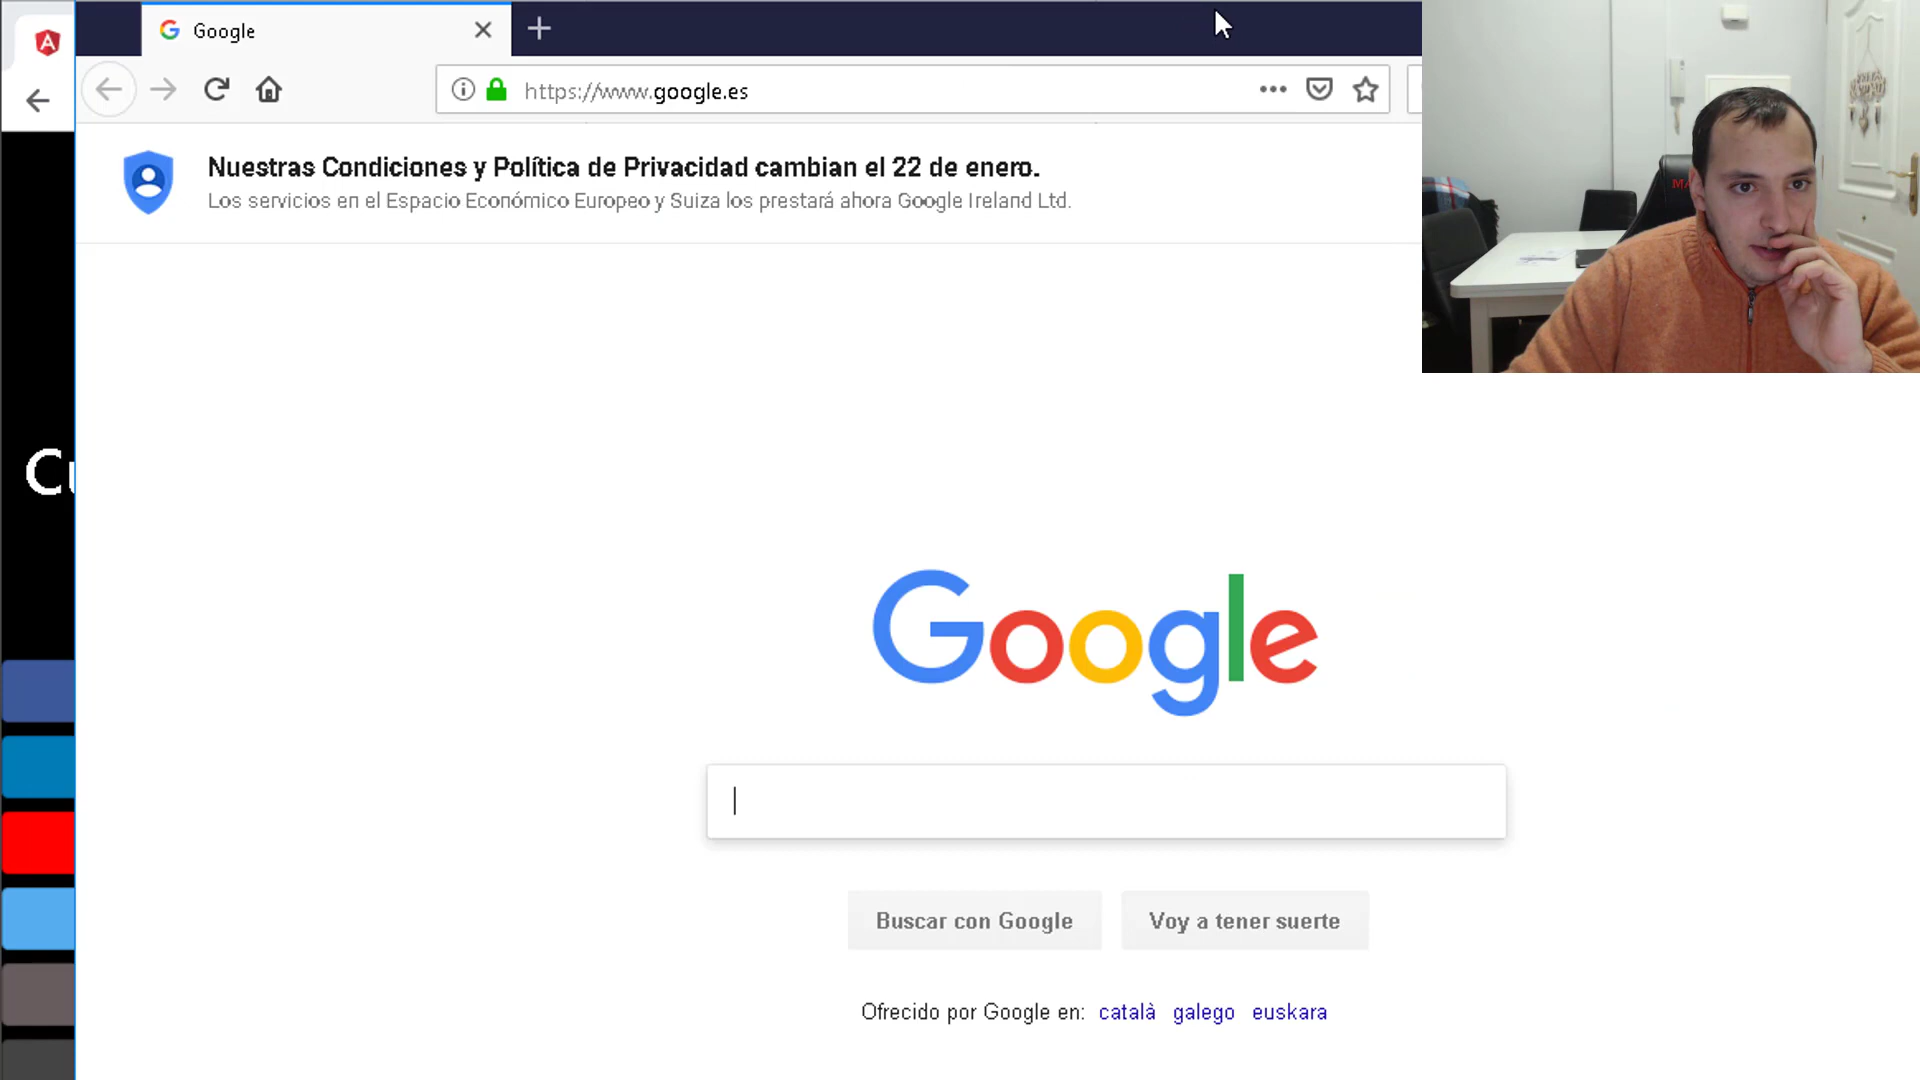 Google
https://www.google.es
Nuestras Condiciones y Política de Privacidad cambian el 22 de enero.
Los servicios en el Espacio Económico Europeo y Suiza los prestará ahora Google Ireland Ltd.
Google
Buscar con Google
Voy a tener suerte
Ofrecido por Google en: català galego euskara